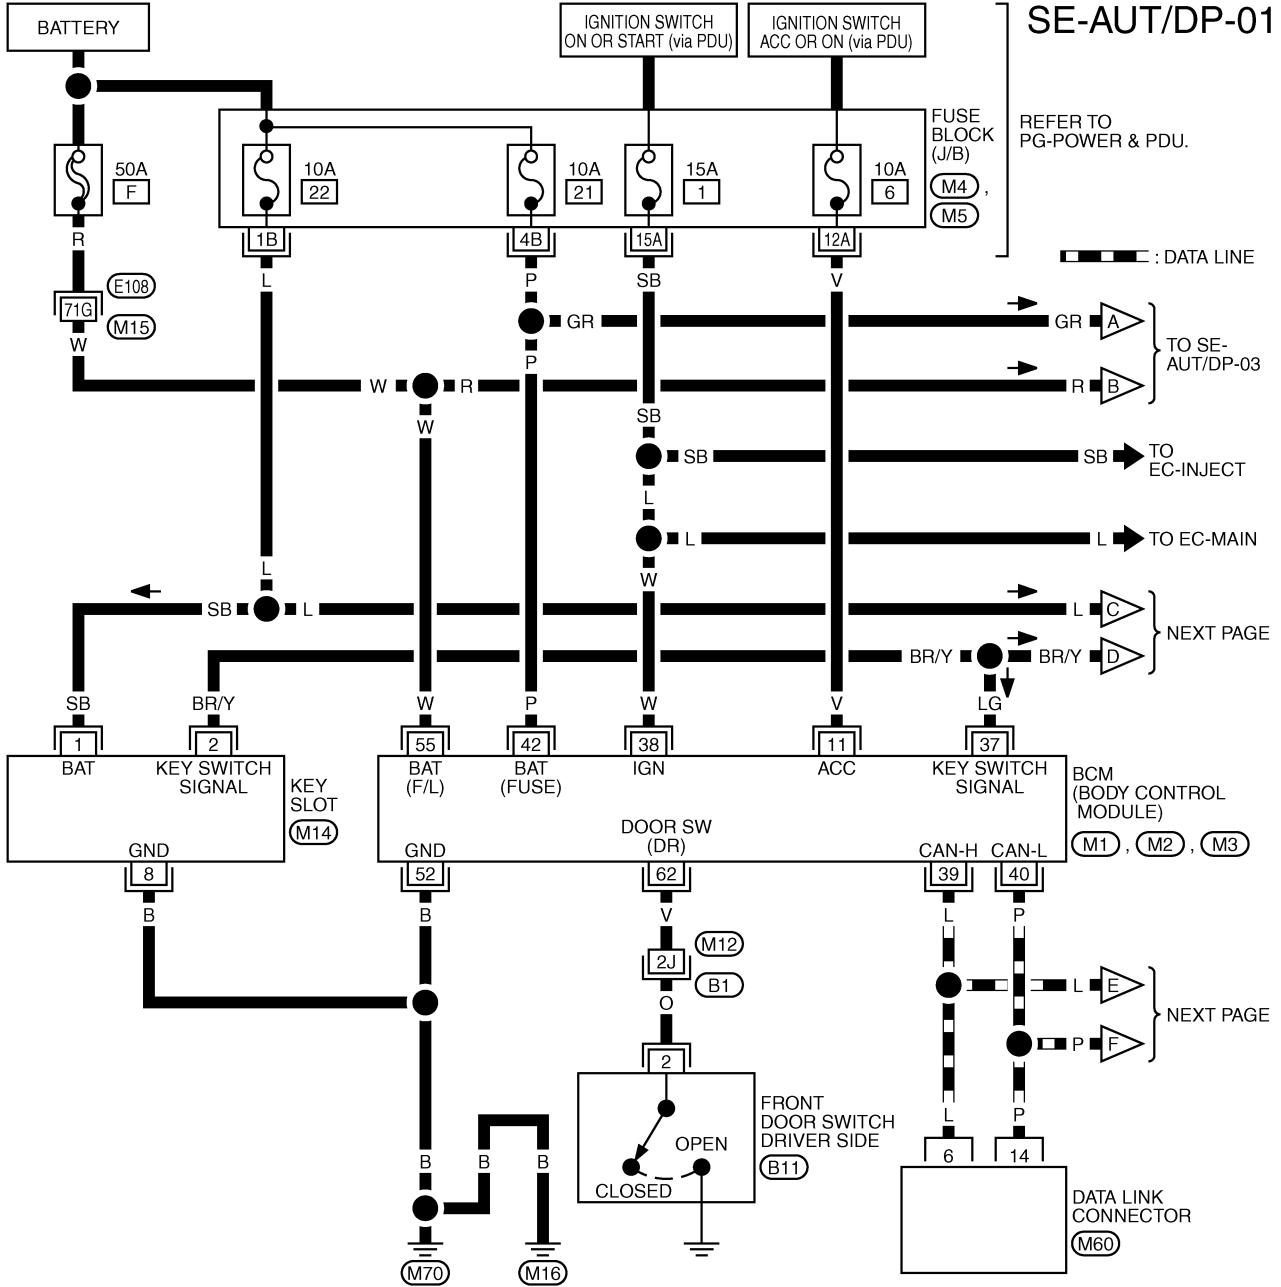 SE-AUT/DP-01
BATTERY
IGNITION SWITCH
ON OR START (via PDU)
IGNITION SWITCH
ACC OR ON (via PDU)
FUSE
BLOCK
(J/B)
M4 ,
M5
REFER TO
PG-POWER & PDU.
50A
F
10A
22
10A
21
15A
1
10A
6
R
1B
4B
15A
12A
: DATA LINE
E108
71G
M15
W
L
P
SB
V
GR
GR
A
P
W
R
R
B
TO SE-
AUT/DP-03
W
SB
SB
SB
TO
EC-INJECT
L
L
L
TO EC-MAIN
L
W
SB
L
L
C
BR/Y
BR/Y
D
NEXT PAGE
SB
BR/Y
W
P
W
V
LG
1
2
55
42
38
11
37
BAT
KEY SWITCH
SIGNAL
BAT
(F/L)
BAT
(FUSE)
IGN
ACC
KEY SWITCH
SIGNAL
KEY
SLOT
M14
BCM
(BODY CONTROL
MODULE)
M1 , M2 , M3
DOOR SW
(DR)
GND
GND
CAN-H
CAN-L
8
52
62
39
40
B
B
V
L
P
M12
2J
B1
O
L
E
P
F
NEXT PAGE
2
FRONT
DOOR SWITCH
DRIVER SIDE
B11
OPEN
CLOSED
L
P
6
14
B
B
B
DATA LINK
CONNECTOR
M60
M70
M16